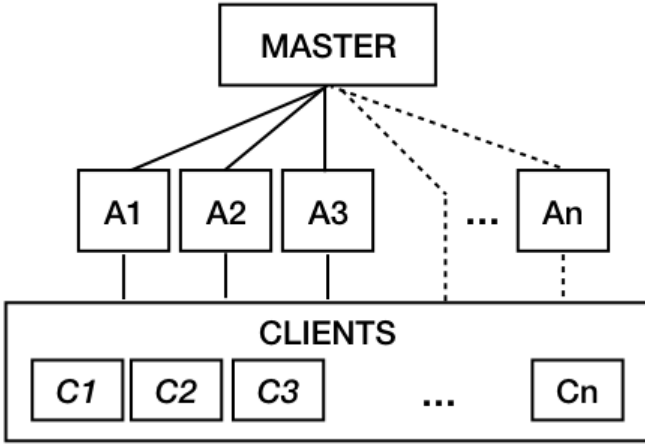 MASTER
A1 A2 A3 ... An
CLIENTS
C1 C2 C3 ... Cn